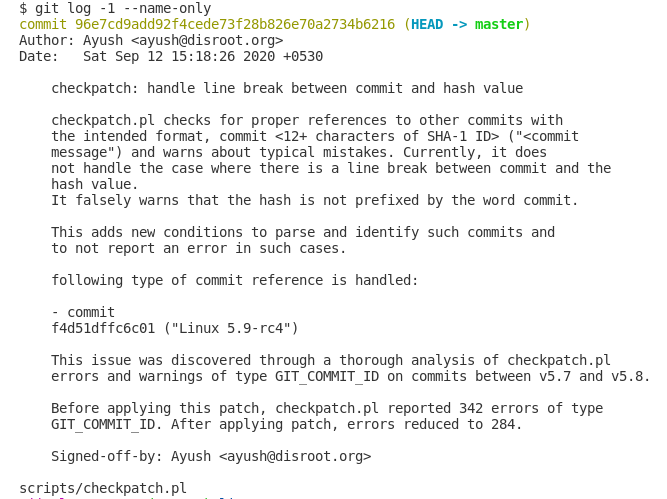 $ git log -1 --name-only
commit 96e7cd9add92f4cede73f28b826e70a2734b6216 (HEAD -> master)
Author: Ayush <ayush@disroot.org>
Date:   Sat Sep 12 15:18:26 2020 +0530
checkpatch: handle line break between commit and hash value
checkpatch.pl checks for proper references to other commits with
the intended format, commit <12+ characters of SHA-1 ID> ("<commit
message") and warns about typical mistakes. Currently, it does
not handle the case where there is a line break between commit and the
hash value.
It falsely warns that the hash is not prefixed by the word commit.
This adds new conditions to parse and identify such commits and
to not report an error in such cases.
following type of commit reference is handled:
- commit
f4d51dffc6c01 ("Linux 5.9-rc4")
This issue was discovered through a thorough analysis of checkpatch.pl
errors and warnings of type GIT_COMMIT_ID on commits between v5.7 and v5.8.
Before applying this patch, checkpatch.pl reported 342 errors of type
GIT_COMMIT_ID. After applying patch, errors reduced to 284.
Signed-off-by: Ayush <ayush@disroot.org>
scripts/checkpatch.pl